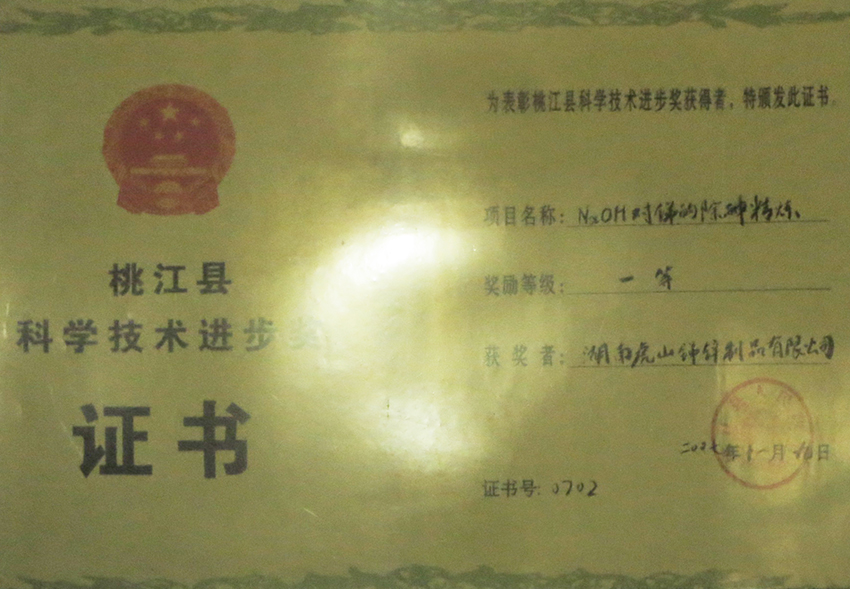 桃江县
科学技术进步奖
证书
为表彰桃江县科学技术进步奖获得者，特颁发此证书。
项目名称：NaOH对锑的除砷精炼
奖励等级：一等
获奖者：湖南虎山锑锌制品有限公司
年十一月 日
证书号：0702